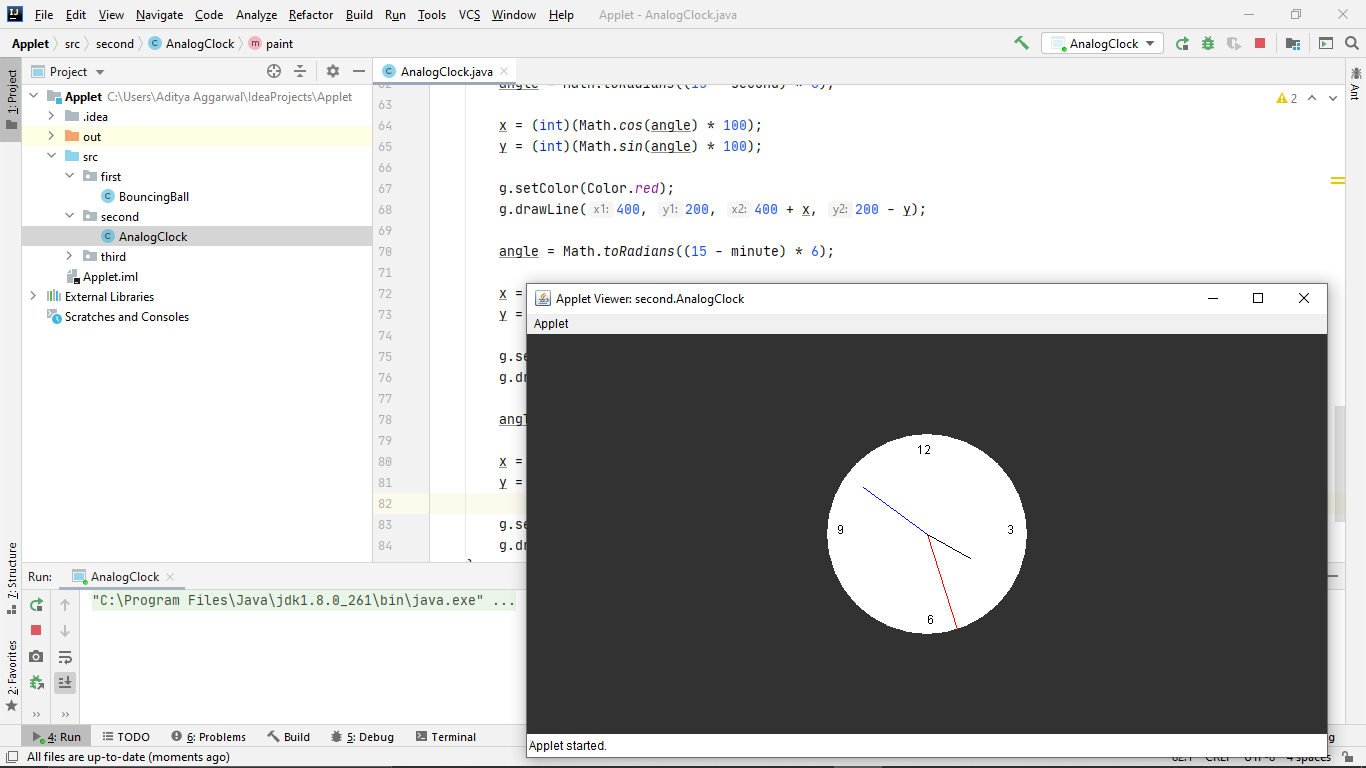 File Edit View Navigate Code Analyze Refactor Build Run Tools VCS Window Help Applet - AnalogClock.java
Applet src second AnalogClock paint AnalogClock
1: Project
Project
AnalogClock.java
Applet C:\Users\Aditya Aggarwal\IdeaProjects\Applet
.idea
out
src
first
BouncingBall
second
AnalogClock
third
Applet.iml
External Libraries
Scratches and Consoles
2
Ant
63
64 x = (int)(Math.cos(angle) * 100);
65 y = (int)(Math.sin(angle) * 100);
66
67 g.setColor(Color.red);
68 g.drawLine( x1: 400, y1: 200, x2: 400 + x, y2: 200 - y);
69
70 angle = Math.toRadians((15 - minute) * 6);
71
72 x =
73 y =
74
75 g.se
76 g.dr
77
78 angl
79
80 x =
81 y =
82
83 g.se
84 g.dr
Applet Viewer: second.AnalogClock
Applet
12
9 3
6
Applet started.
7: Structure
2: Favorites
Run: AnalogClock
"C:\Program Files\Java\jdk1.8.0_261\bin\java.exe" ...
4: Run TODO 6: Problems Build 5: Debug Terminal
All files are up-to-date (moments ago)